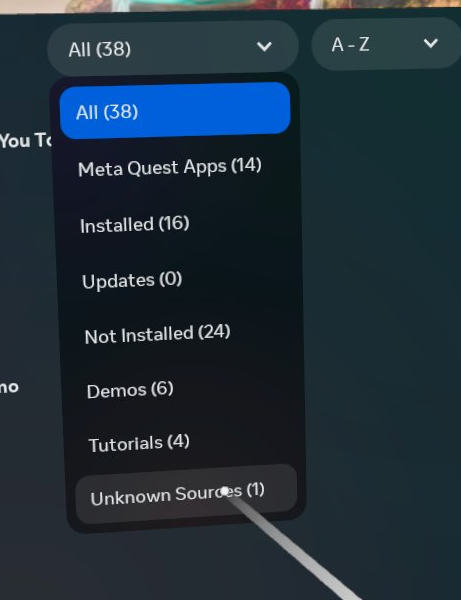 All (38)
A - Z
All (38)
You To
Meta Quest Apps (14)
Installed (16)
Updates (0)
Not Installed (24)
no
Demos (6)
Tutorials (4)
Unknown Sources (1)